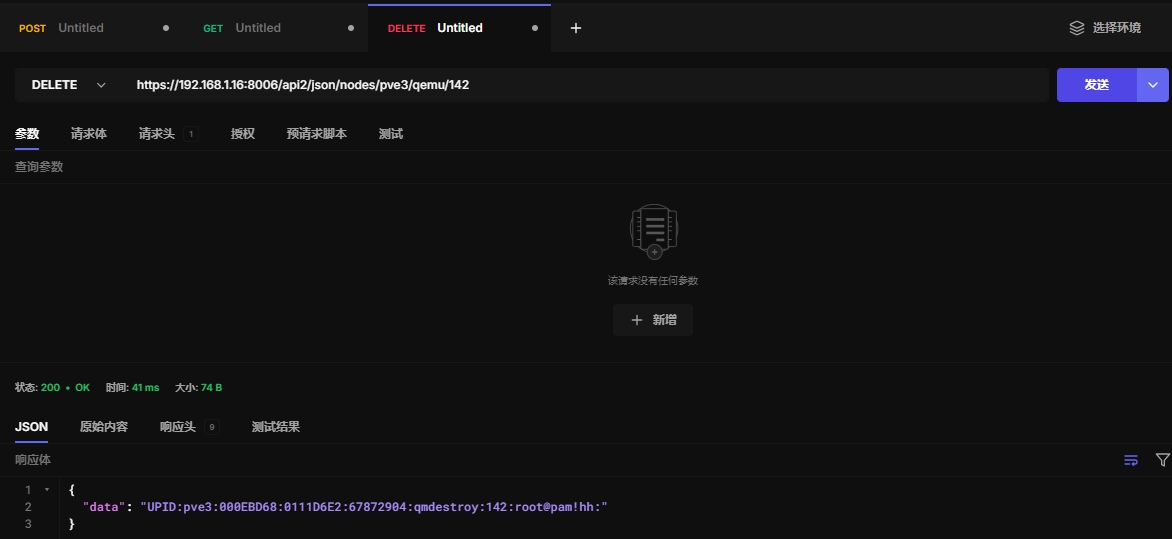 POST Untitled GET Untitled DELETE Untitled 选择环境
DELETE https://192.168.1.16:8006/api2/json/nodes/pve3/qemu/142 发送
参数 请求体 请求头 1 授权 预请求脚本 测试
查询参数
该请求没有任何参数
新增
状态: 200 • OK 时间: 41 ms 大小: 74 B
JSON 原始内容 响应头 9 测试结果
响应体
1 {
2 "data": "UPID:pve3:000EBD68:0111D6E2:67872904:qmdestroy:142:root@pam!hh:"
3 }